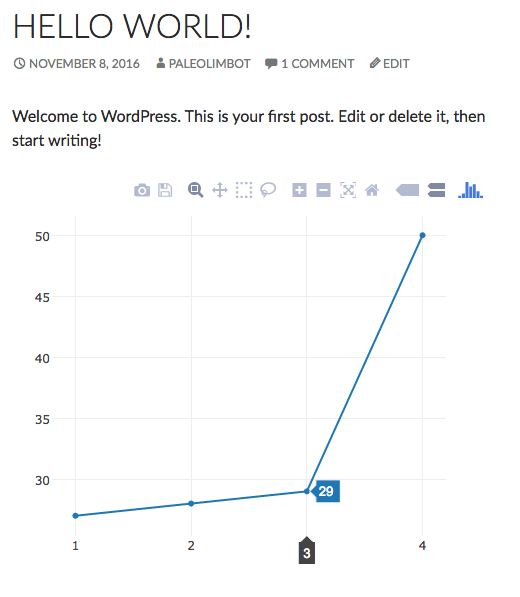 HELLO WORLD!
NOVEMBER 8, 2016 PALEOLIMBOT 1 COMMENT EDIT
Welcome to WordPress. This is your first post. Edit or delete it, then
start writing!
50
45
40
35
30
29
1 2 3 4